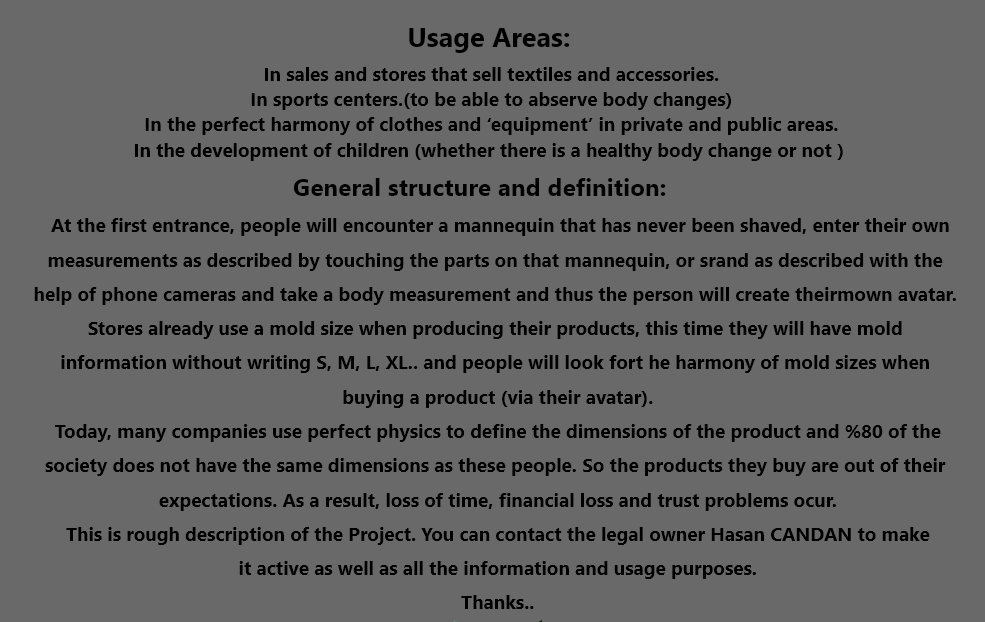 Usage Areas:
In sales and stores that sell textiles and accessories.
In sports centers.(to be able to abserve body changes)
In the perfect harmony of clothes and ‘equipment’ in private and public areas.
In the development of children (whether there is a healthy body change or not )
General structure and definition:
At the first entrance, people will encounter a mannequin that has never been shaved, enter their own
measurements as described by touching the parts on that mannequin, or srand as described with the
help of phone cameras and take a body measurement and thus the person will create theirmown avatar.
Stores already use a mold size when producing their products, this time they will have mold
information without writing S, M, L, XL.. and people will look fort he harmony of mold sizes when
buying a product (via their avatar).
Today, many companies use perfect physics to define the dimensions of the product and %80 of the
society does not have the same dimensions as these people. So the products they buy are out of their
expectations. As a result, loss of time, financial loss and trust problems ocur.
This is rough description of the Project. You can contact the legal owner Hasan CANDAN to make
it active as well as all the information and usage purposes.
Thanks..